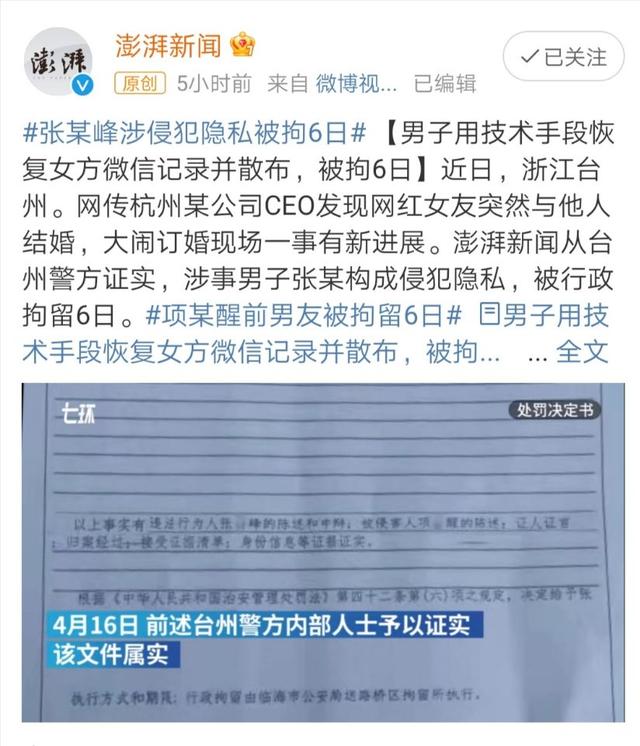 澎湃
澎湃新闻
已关注
原创 5小时前 来自 微博视... 已编辑
#张某峰涉侵犯隐私被拘6日# 【男子用技术手段恢
复女方微信记录并散布，被拘6日】近日，浙江台
州。网传杭州某公司CEO发现网红女友突然与他人
结婚，大闹订婚现场一事有新进展。澎湃新闻从台
州警方证实，涉事男子张某构成侵犯隐私，被行政
拘留6日。#项某醒前男友被拘留6日# 男子用技
术手段恢复女方微信记录并散布，被拘... ... 全文
七环
处罚决定书
以上事实有违法行为人张 峰的陈述和申辩；被侵害人项 醒的陈述；证人证言
归案经过；接受证据清单；身份信息等证据证实。
根据《中华人民共和国治安管理处罚法》第四十二条第(六)项之规定，决定给予张
4月16日 前述台州警方内部人士予以证实
该文件属实
执行方式和期限：行政拘留由临海市公安局送路桥区拘留所执行。